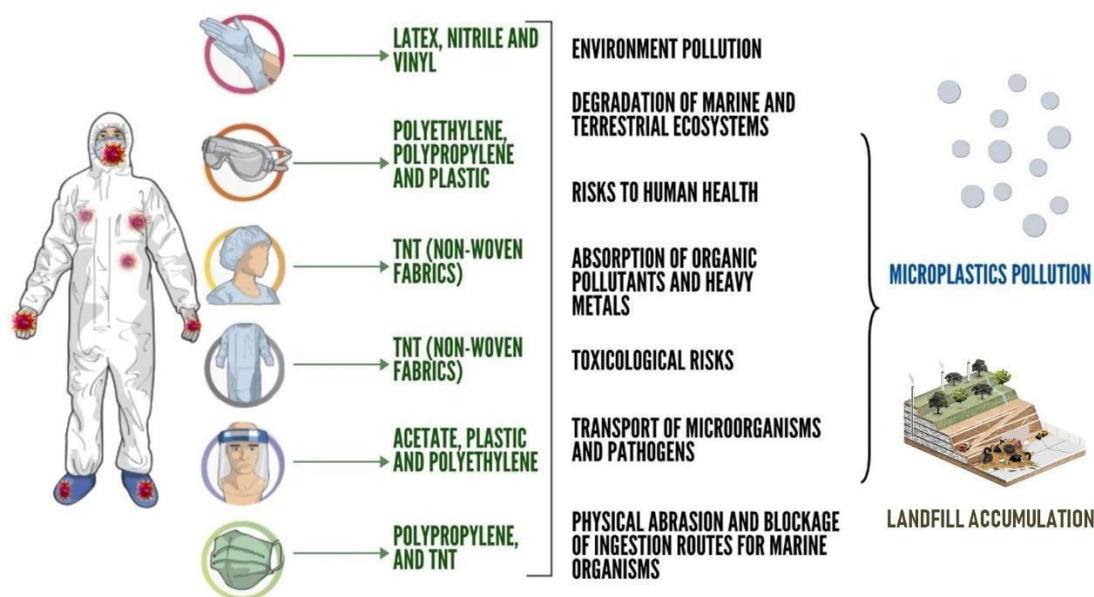 LATEX, NITRILE AND
VINYL
POLYETHYLENE,
POLYPROPYLENE
AND PLASTIC
TNT (NON-WOVEN
FABRICS)
TNT (NON-WOVEN
FABRICS)
ACETATE, PLASTIC
AND POLYETHYLENE
POLYPROPYLENE,
AND TNT
ENVIRONMENT POLLUTION
DEGRADATION OF MARINE AND
TERRESTRIAL ECOSYSTEMS
RISKS TO HUMAN HEALTH
ABSORPTION OF ORGANIC
POLLUTANTS AND HEAVY
METALS
TOXICOLOGICAL RISKS
TRANSPORT OF MICROORGANISMS
AND PATHOGENS
PHYSICAL ABRASION AND BLOCKAGE
OF INGESTION ROUTES FOR MARINE
ORGANISMS
MICROPLASTICS POLLUTION
LANDFILL ACCUMULATION